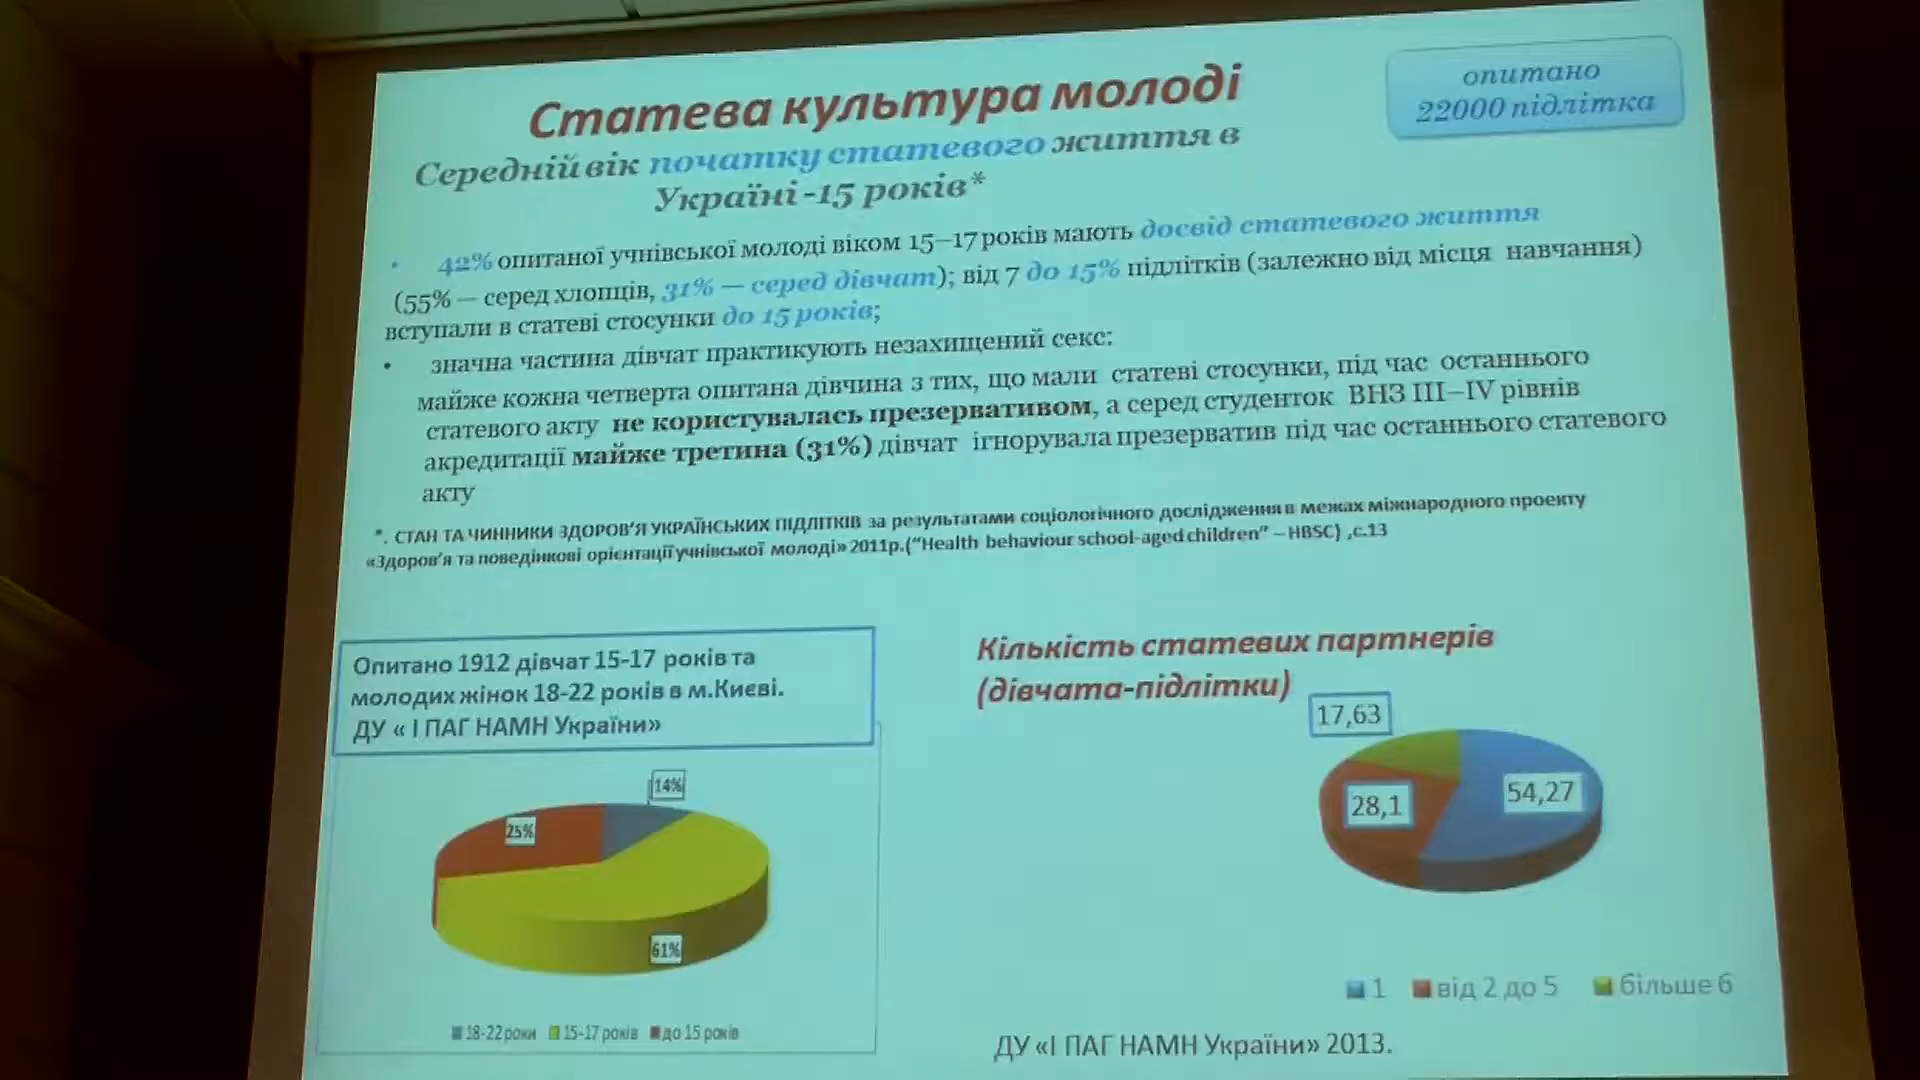 Статева культура молоді
опитано
22000 підлітка
Середній вік початку статевого життя в
Україні -15 років*
• 42% опитаної учнівської молоді віком 15–17 років мають досвід статевого життя
(55% — серед хлопців, 31% — серед дівчат); від 7 до 15% підлітків (залежно від місця навчання)
вступали в статеві стосунки до 15 років;
• значна частина дівчат практикують незахищений секс:
майже кожна четверта опитана дівчина з тих, що мали статеві стосунки, під час останнього
статевого акту не користувалась презервативом, а серед студенток ВНЗ III–IV рівнів
акредитації майже третина (31%) дівчат ігнорувала презерватив під час останнього статевого
акту
*. СТАН ТА ЧИННИКИ ЗДОРОВ'Я УКРАЇНСЬКИХ ПІДЛІТКІВ за результатами соціологічного дослідження в межах міжнародного проекту
«Здоров'я та поведінкові орієнтації учнівської молоді» 2011р.("Health behaviour school-aged children" – HBSC) ,с.13
Опитано 1912 дівчат 15-17 років та
молодих жінок 18-22 років в м.Києві.
ДУ « І ПАГ НАМН України»
14%
25%
61%
18-22 роки 15-17 років до 15 років
Кількість статевих партнерів
(дівчата-підлітки)
17,63
28,1
54,27
1 від 2 до 5 більше 6
ДУ «І ПАГ НАМН України» 2013.